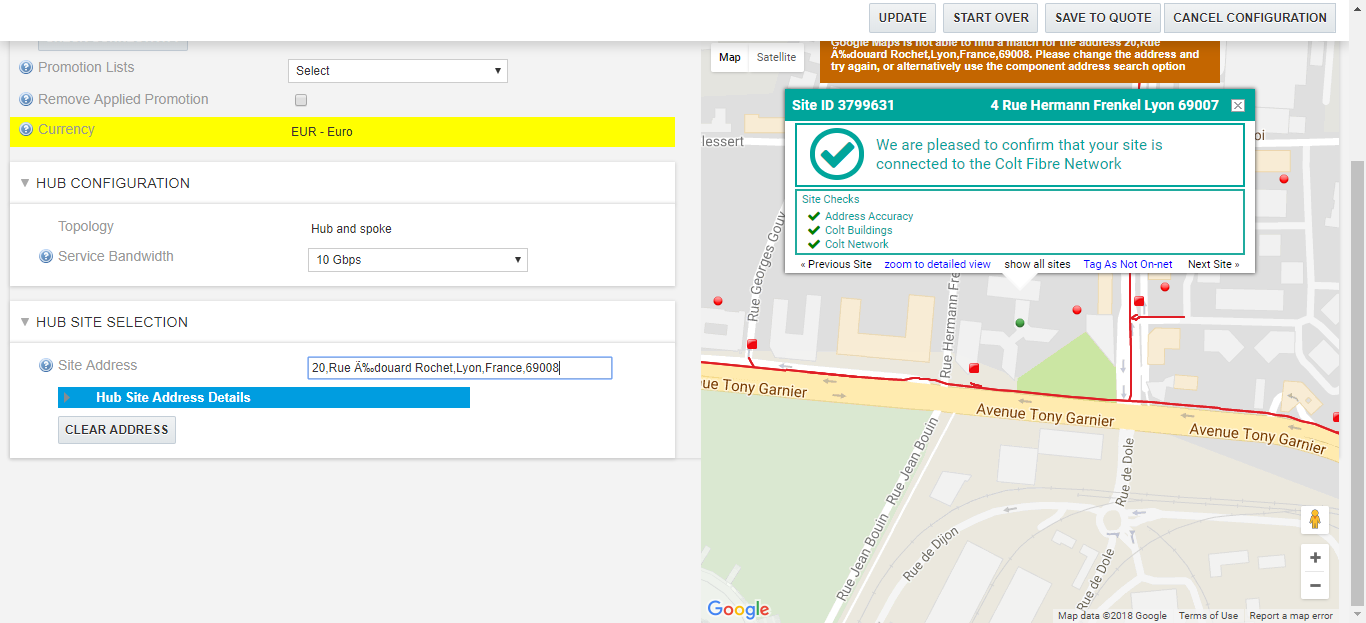 UPDATE
START OVER
SAVE TO QUOTE
CANCEL CONFIGURATION
Promotion Lists
Select
Remove Applied Promotion
Currency
EUR - Euro
HUB CONFIGURATION
Topology
Hub and spoke
Service Bandwidth
10 Gbps
HUB SITE SELECTION
Site Address
20,Rue Ä‰douard Rochet,Lyon,France,69008
Hub Site Address Details
CLEAR ADDRESS
Map
Satellite
Google Maps is not able to find a match for the address 20,Rue
Ä‰douard Rochet,Lyon,France,69008. Please change the address and
try again, or alternatively use the component address search option
Site ID 3799631
4 Rue Hermann Frenkel Lyon 69007
We are pleased to confirm that your site is
connected to the Colt Fibre Network
Site Checks
Address Accuracy
Colt Buildings
Colt Network
« Previous Site
zoom to detailed view
show all sites
Tag As Not On-net
Next Site »
lessert
oi
Rue Georges Gouv
Rue Hermann Fre
ue Tony Garnier
Avenue Tony Garnier
Avenue Tony Garnier
Rue Jean Bouin
Rue Jean Bouin
Rue de Dole
Rue de Dijon
Rue de Dole
Google
Map data ©2018 Google
Terms of Use
Report a map error